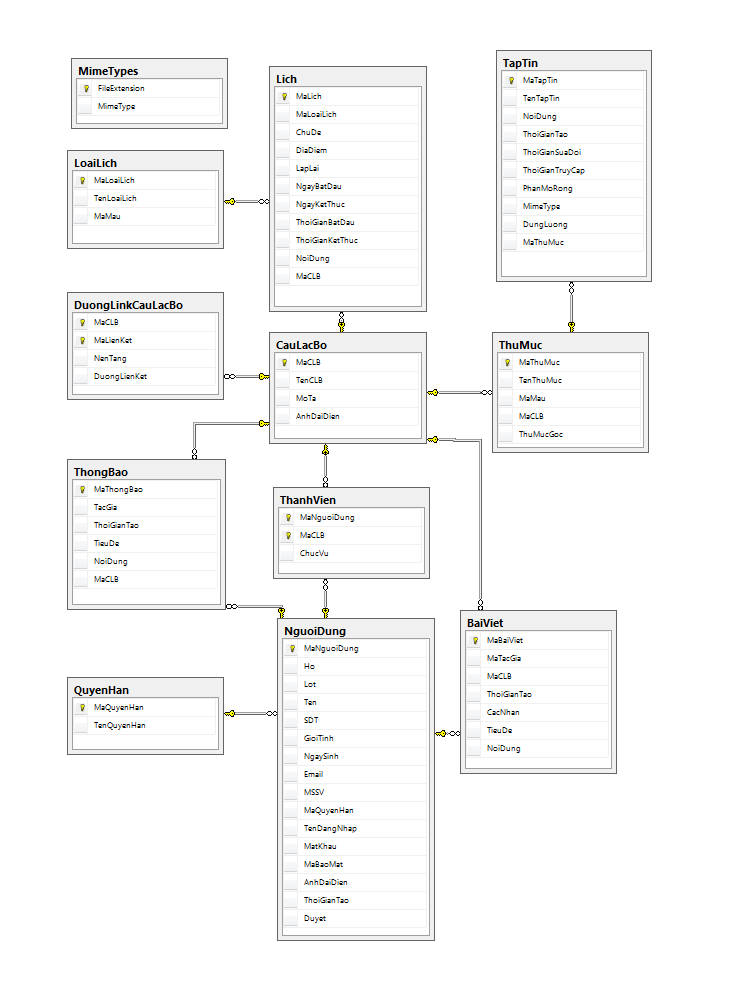 MimeTypes
FileExtension
MimeType
LoaiLich
MaLoaiLich
TenLoaiLich
MaMau
Lich
MaLich
MaLoaiLich
ChuDe
DiaDiem
LapLai
NgayBatDau
NgayKetThuc
ThoiGianBatDau
ThoiGianKetThuc
NoiDung
MaCLB
TapTin
MaTapTin
TenTapTin
NoiDung
ThoiGianTao
ThoiGianSuaDoi
ThoiGianTruyCap
PhanMoRong
MimeType
DungLuong
MaThuMuc
DuongLinkCauLacBo
MaCLB
MaLienKet
NenTang
DuongLienKet
CauLacBo
MaCLB
TenCLB
MoTa
AnhDaiDien
ThuMuc
MaThuMuc
TenThuMuc
MaMau
MaCLB
ThuMucGoc
ThongBao
MaThongBao
TacGia
ThoiGianTao
TieuDe
NoiDung
MaCLB
ThanhVien
MaNguoiDung
MaCLB
ChucVu
NguoiDung
MaNguoiDung
Ho
Lot
Ten
SDT
GioiTinh
NgaySinh
Email
MSSV
MaQuyenHan
TenDangNhap
MatKhau
MaBaoMat
AnhDaiDien
ThoiGianTao
Duyet
BaiViet
MaBaiViet
MaTacGia
MaCLB
ThoiGianTao
CacNhan
TieuDe
NoiDung
QuyenHan
MaQuyenHan
TenQuyenHan